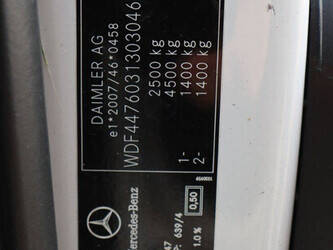 DAIMLER AG
e1*2007/46*0458
WDF44760313103046
2500 kg
4500 kg
1- 1400 kg
2- 1400 kg
Mercedes-Benz
639/4
0,50
1.0 %